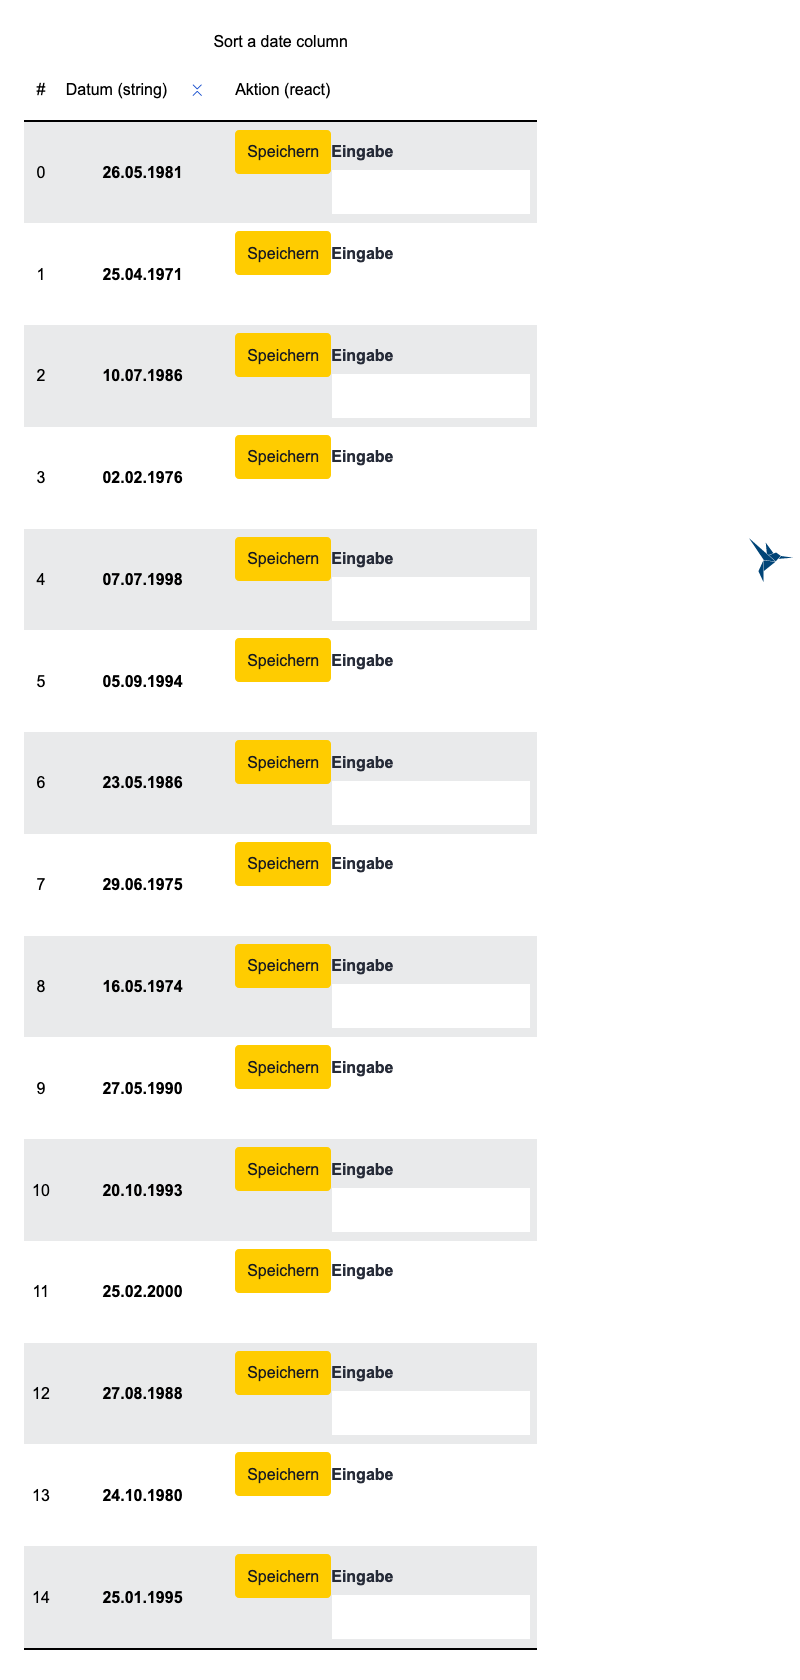 Sort a date column
# Datum (string) Aktion (react)
0 26.05.1981 Speichern Eingabe
1 25.04.1971 Speichern Eingabe
2 10.07.1986 Speichern Eingabe
3 02.02.1976 Speichern Eingabe
4 07.07.1998 Speichern Eingabe
5 05.09.1994 Speichern Eingabe
6 23.05.1986 Speichern Eingabe
7 29.06.1975 Speichern Eingabe
8 16.05.1974 Speichern Eingabe
9 27.05.1990 Speichern Eingabe
10 20.10.1993 Speichern Eingabe
11 25.02.2000 Speichern Eingabe
12 27.08.1988 Speichern Eingabe
13 24.10.1980 Speichern Eingabe
14 25.01.1995 Speichern Eingabe